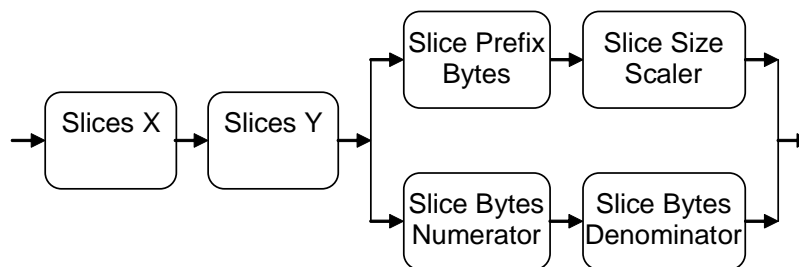 Slice Prefix
Bytes
Slice Size
Scaler
Slices X
Slices Y
Slice Bytes
Numerator
Slice Bytes
Denominator